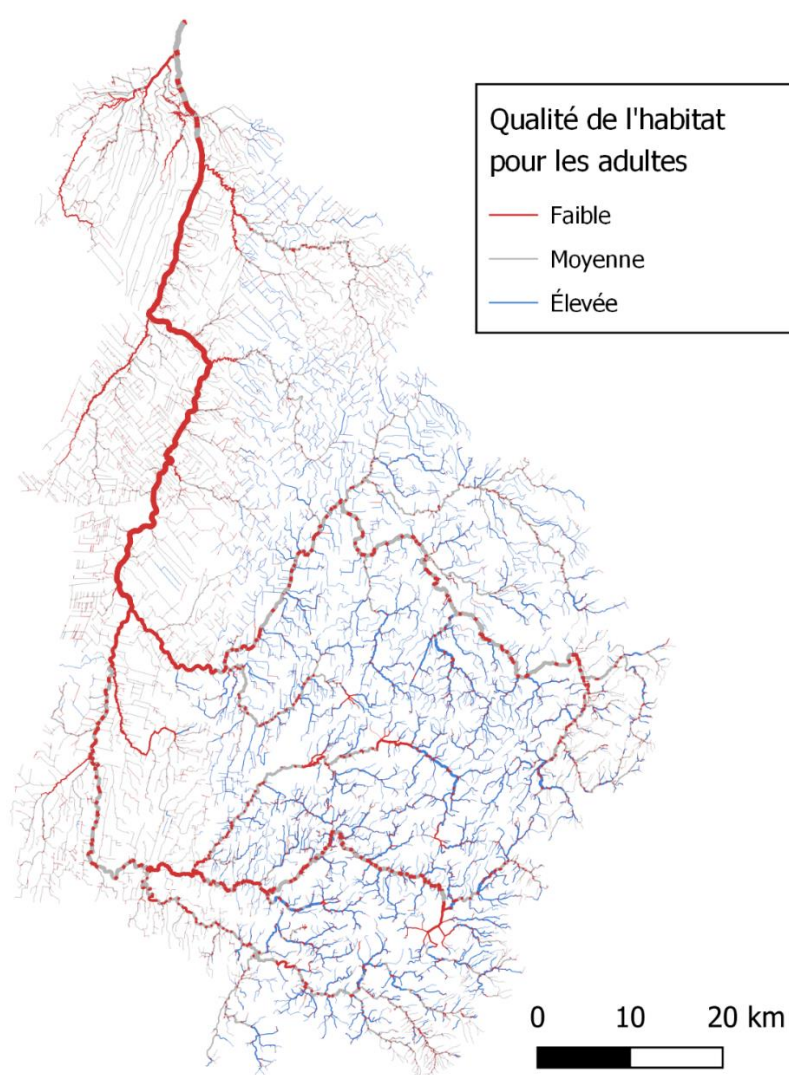 Qualité de l'habitat
pour les adultes
Faible
Moyenne
Élevée
0 10 20 km